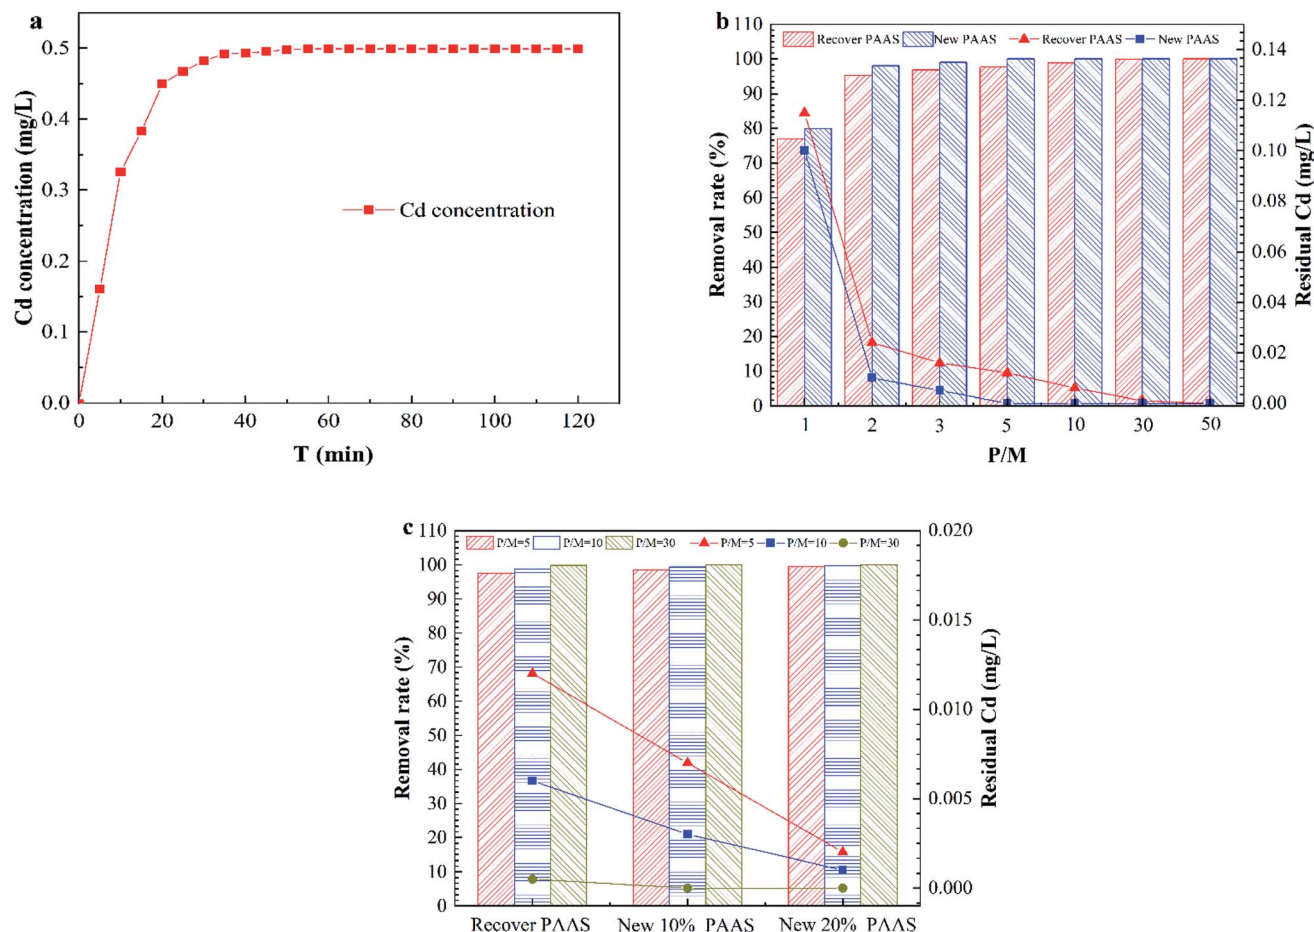 a
Cd concentration (mg/L)
0.5
0.4
0.3
0.2
0.1
0.0
Cd concentration
0
20
40
60
80
100
120
T (min)
b
Removal rate (%)
110
100
90
80
70
60
50
40
30
20
10
0
Recover PAAS
New PAAS
Recover PAAS
New PAAS
0.14
0.12
0.10
0.08
0.06
0.04
0.02
0.00
Residual Cd (mg/L)
1
2
3
5
10
30
50
P/M
c
Removal rate (%)
110
100
90
80
70
60
50
40
30
20
10
0
P/M=5
P/M=10
P/M=30
P/M=5
P/M=10
P/M=30
0.020
0.015
0.010
0.005
0.000
Residual Cd (mg/L)
Recover PAAS
New 10% PAAS
New 20% PAAS